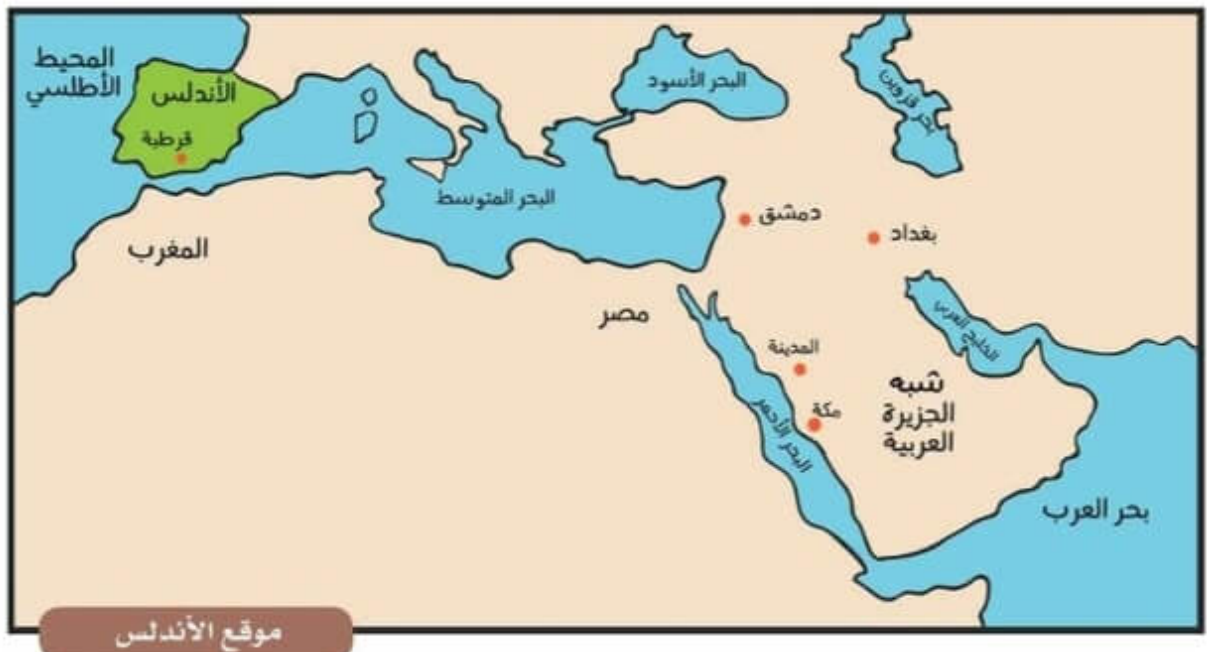 المحيط
الأطلسي
الأندلس
قرطبة
البحر الأسود
بحر قزوين
البحر المتوسط
دمشق
بغداد
المغرب
مصر
الخليج العربي
المدينة
مكة
البحر الأحمر
شبه
الجزيرة
العربية
بحر العرب
موقع الأندلس